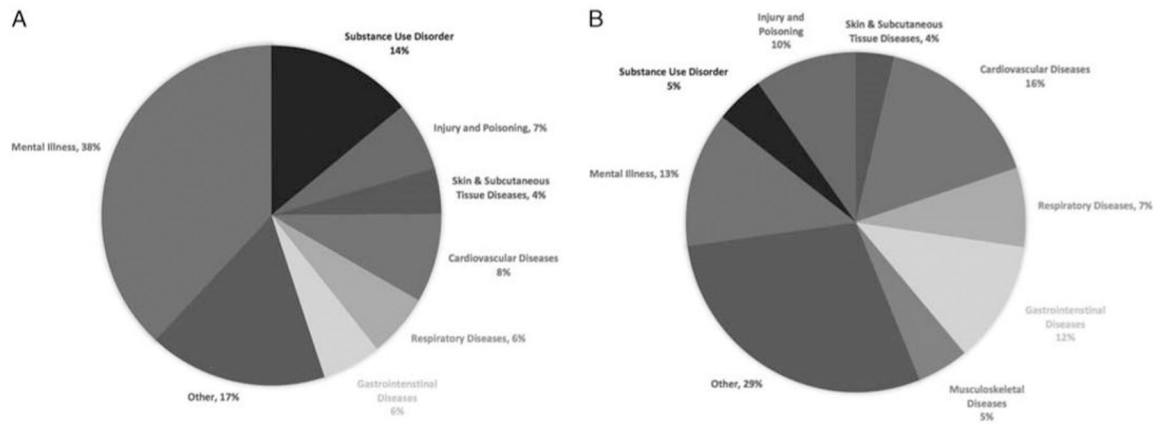 A
Substance Use Disorder
14%
Injury and Poisoning, 7%
Skin & Subcutaneous
Tissue Diseases, 4%
Cardiovascular Diseases
8%
Respiratory Diseases, 6%
Gastrointenstinal
Diseases
6%
Other, 17%
Mental Illness, 38%
B
Skin & Subcutaneous
Tissue Diseases, 4%
Cardiovascular Diseases
16%
Respiratory Diseases, 7%
Gastrointenstinal
Diseases
12%
Musculoskeletal
Diseases
5%
Other, 29%
Mental Illness, 13%
Substance Use Disorder
5%
Injury and
Poisoning
10%